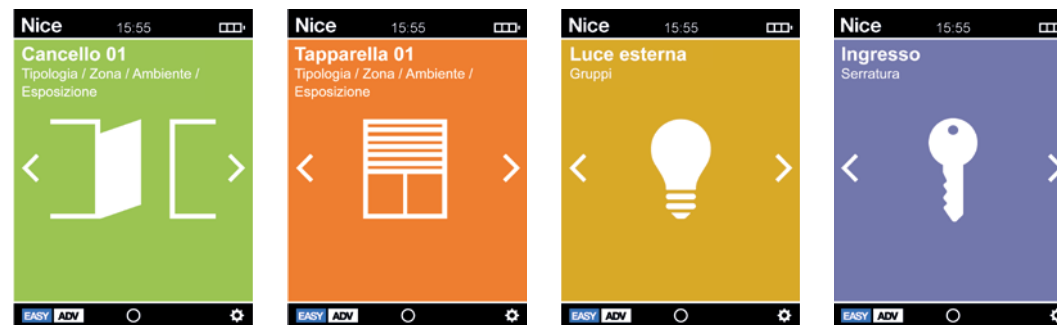 Nice 15:55
Cancello 01
Tipologia / Zona / Ambiente /
Esposizione
EASY ADV
Nice 15:55
Tapparella 01
Tipologia / Zona / Ambiente /
Esposizione
EASY ADV
Nice 15:55
Luce esterna
Gruppi
EASY ADV
Nice 15:55
Ingresso
Serratura
EASY ADV